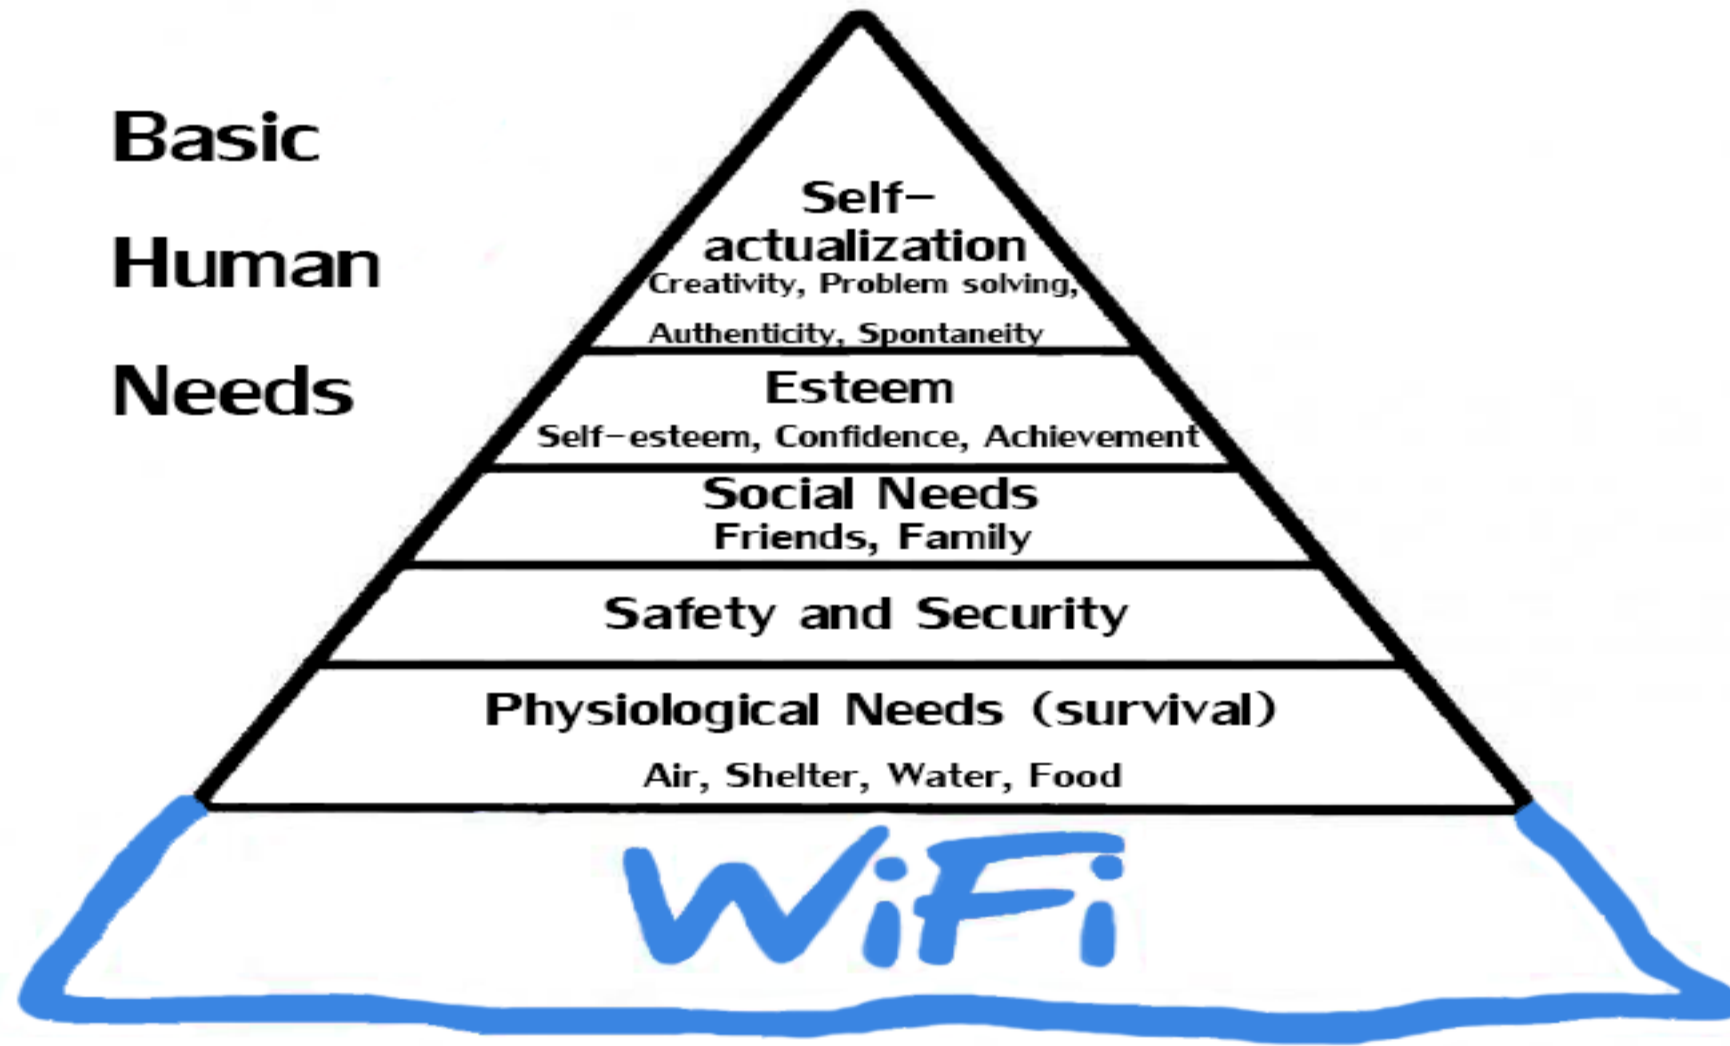 Basic
Human
Needs
Self-
actualization
Creativity, Problem solving,
Authenticity, Spontaneity
Esteem
Self-esteem, Confidence, Achievement
Social Needs
Friends, Family
Safety and Security
Physiological Needs (survival)
Air, Shelter, Water, Food
WiFi